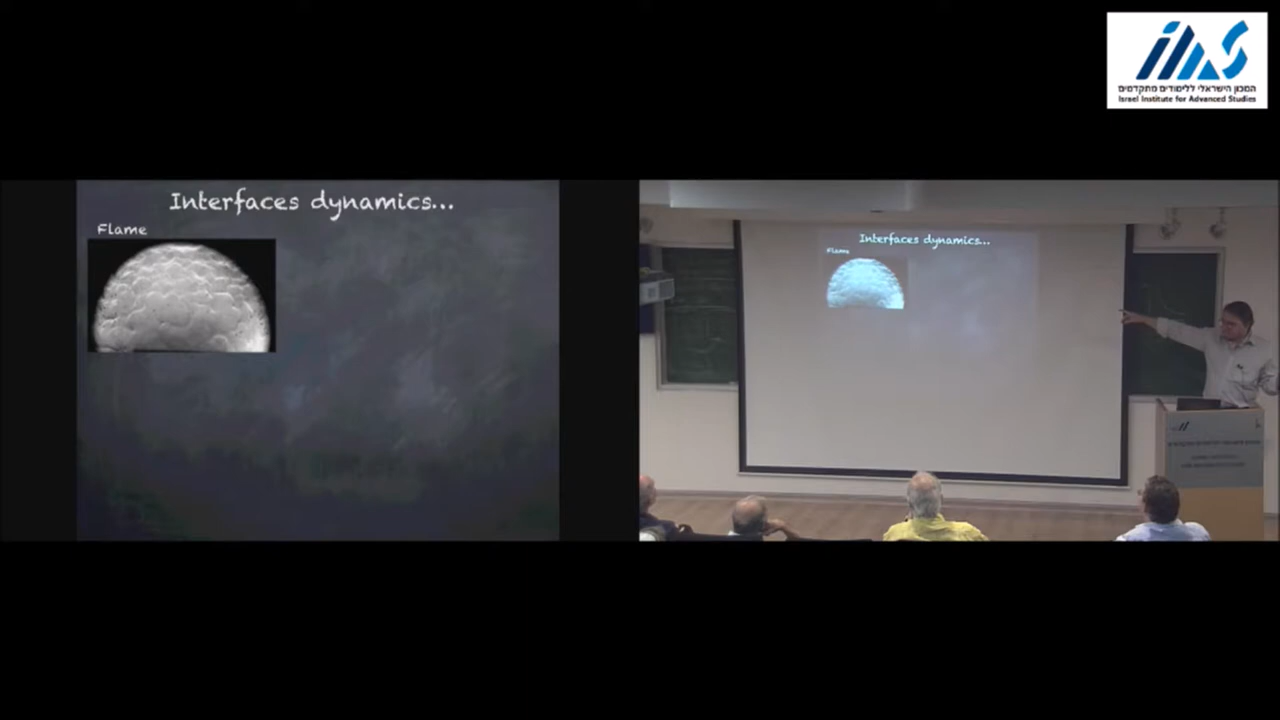 המכון הישראלי ללימודים מתקדמים
Israel Institute for Advanced Studies
Interfaces dynamics...
Flame
Interfaces dynamics...
Flame